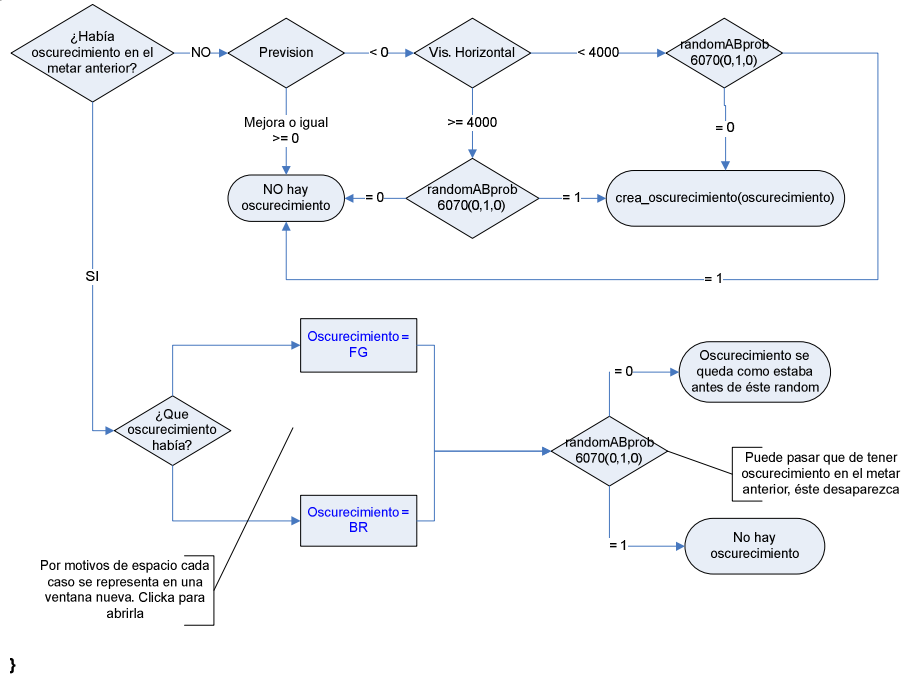 ¿Había
oscurecimiento en el
metar anterior?
NO
Prevision
< 0
Vis. Horizontal
< 4000
randomABprob
6070(0,1,0)
Mejora o igual
>= 0
>= 4000
= 0
NO hay
oscurecimiento
= 0
randomABprob
6070(0,1,0)
= 1
crea_oscurecimiento(oscurecimiento)
SI
= 1
Oscurecimiento =
FG
¿Que
oscurecimiento
había?
= 0
Oscurecimiento se
queda como estaba
antes de éste random
randomABprob
6070(0,1,0)
Puede pasar que de tener
oscurecimiento en el metar
anterior, éste desaparezca
Oscurecimiento =
BR
= 1
No hay
oscurecimiento
Por motivos de espacio cada
caso se representa en una
ventana nueva. Clicka para
abrirla
}